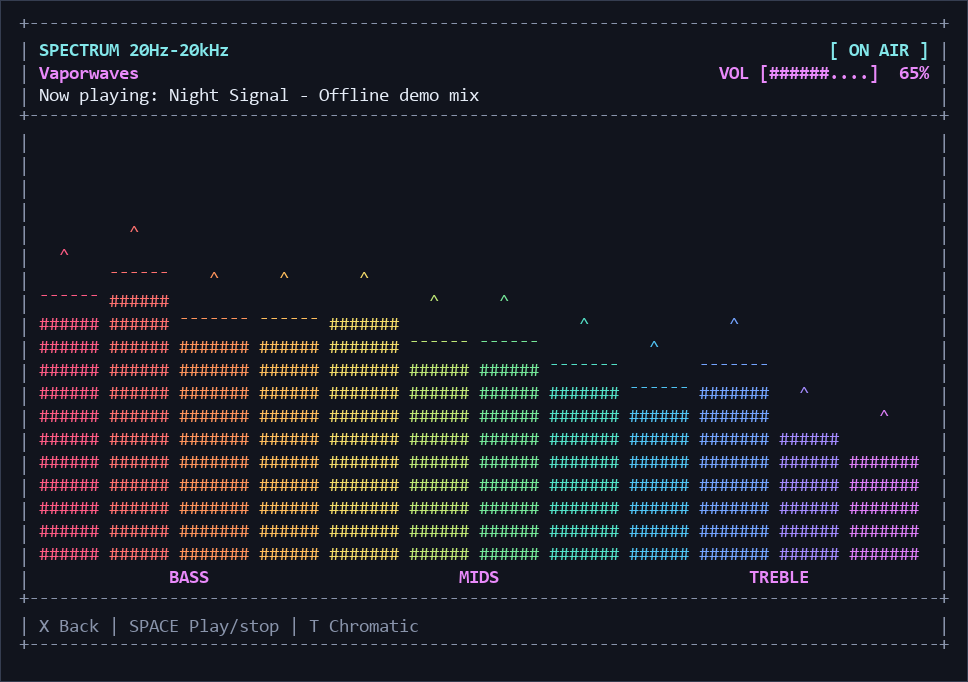 SPECTRUM 20Hz-20kHz [ ON AIR ]
Vaporwaves VOL [######....] 65%
Now playing: Night Signal - Offline demo mix
BASS MIDS TREBLE
X Back | SPACE Play/stop | T Chromatic